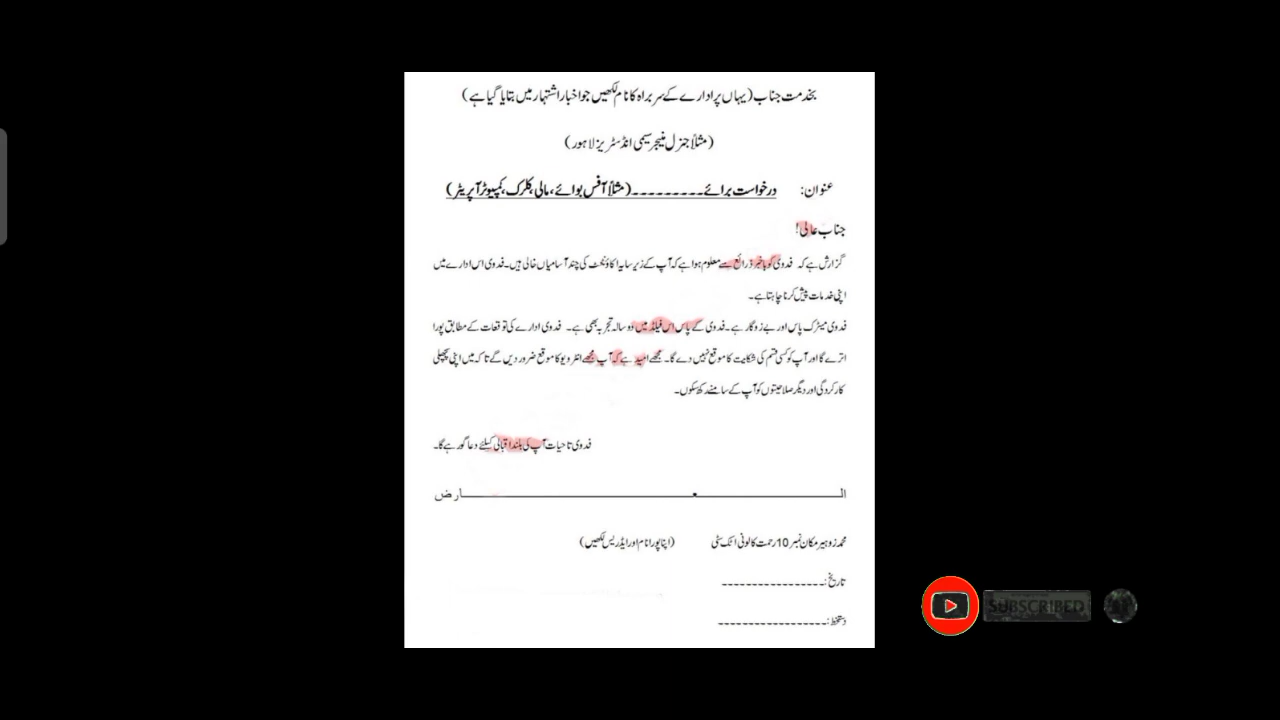 بخدمت جناب (یہاں پر ادارے کے سربراہ کا نام لکھیں جو اخبار اشتہار میں بتایا گیا ہے)
(مثلاً جنرل منیجر سیمی انڈسٹریز لاہور)
عنوان: درخواست برائے ۔۔۔۔۔۔۔۔۔ (مثلاً آفس بوائے، مالی، کلرک، کمپیوٹر آپریٹر)
جناب عالی!
گزارش ہے کہ فدوی کو باخبر ذرائع سے معلوم ہوا ہے کہ آپ کے زیر سایہ اکاؤنٹنٹ کی چند آسامیاں خالی ہیں۔ فدوی اس ادارے میں
اپنی خدمات پیش کرنا چاہتا ہے۔
فدوی میٹرک پاس اور بے روزگار ہے۔ فدوی کے پاس اس فیلڈ میں دو سالہ تجربہ بھی ہے۔ فدوی ادارے کی توقعات کے مطابق پورا
اترے گا اور آپ کو کسی قسم کی شکایت کا موقع نہیں دے گا۔ مجھے امید ہے کہ آپ مجھے انٹرویو کا موقع ضرور دیں گے تاکہ میں اپنی پچھلی
کارکردگی اور دیگر صلاحیتوں کو آپ کے سامنے رکھ سکوں۔
فدوی تاحیات آپ کی بلند اقبالی کیلئے دعا گو رہے گا۔
العـــــــارض
محمد زوہیر مکان نمبر 10 رحمت کالونی اٹک سٹی (اپنا پورا نام اور ایڈریس لکھیں)
تاریخ: ۔۔۔۔۔۔۔۔۔۔۔۔۔۔۔۔۔
دستخط: ۔۔۔۔۔۔۔۔۔۔۔۔۔۔۔۔۔۔
SUBSCRIBED